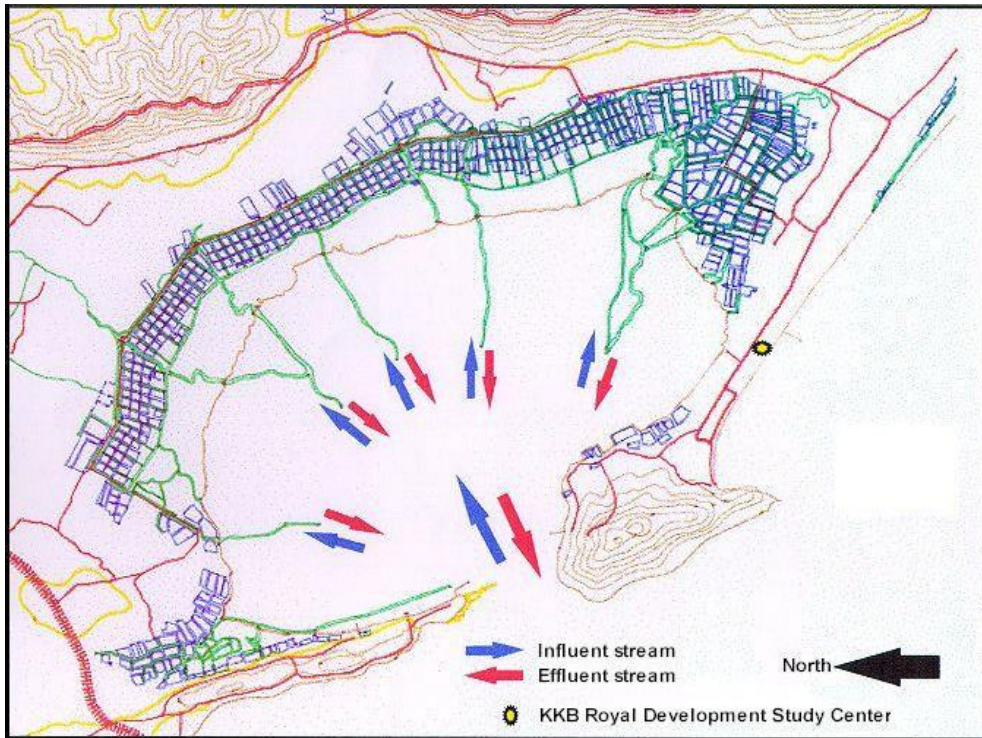 Influent stream
Effluent stream
North
KKB Royal Development Study Center